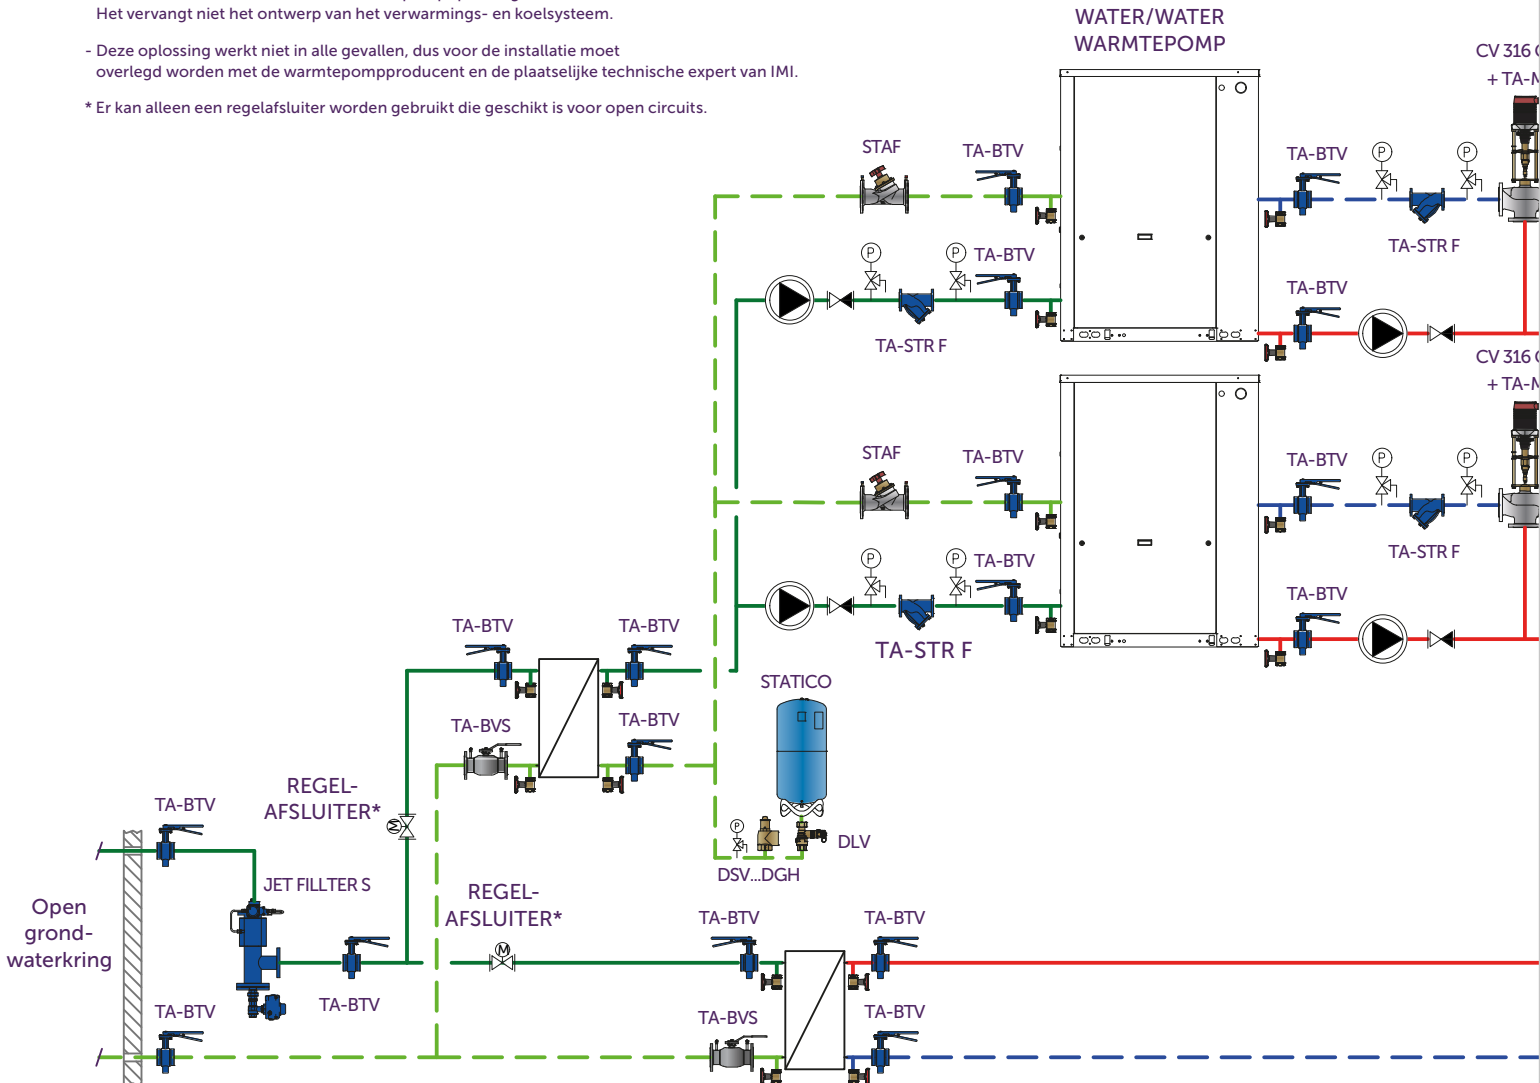 Het vervangt niet het ontwerp van het verwarmings- en koelsysteem.
- Deze oplossing werkt niet in alle gevallen, dus voor de installatie moet
overlegd worden met de warmtepompproducent en de plaatselijke technische expert van IMI.
* Er kan alleen een regelafsluiter worden gebruikt die geschikt is voor open circuits.
WATER/WATER
WARMTEPOMP
CV 316
+ TA-M
STAF
TA-BTV
TA-BTV
P
P
TA-STR F
P
P
TA-BTV
TA-BTV
TA-STR F
CV 316
+ TA-M
STAF
TA-BTV
TA-BTV
P
P
TA-STR F
P
P
TA-BTV
TA-BTV
TA-STR F
TA-BTV
TA-BTV
STATICO
TA-BVS
TA-BTV
REGEL-
AFSLUITER*
M
TA-BTV
P
DLV
DSV...DGH
JET FILLTER S
REGEL-
AFSLUITER*
M
TA-BTV
TA-BTV
Open
grond-
waterkring
TA-BTV
TA-BTV
TA-BVS
TA-BTV